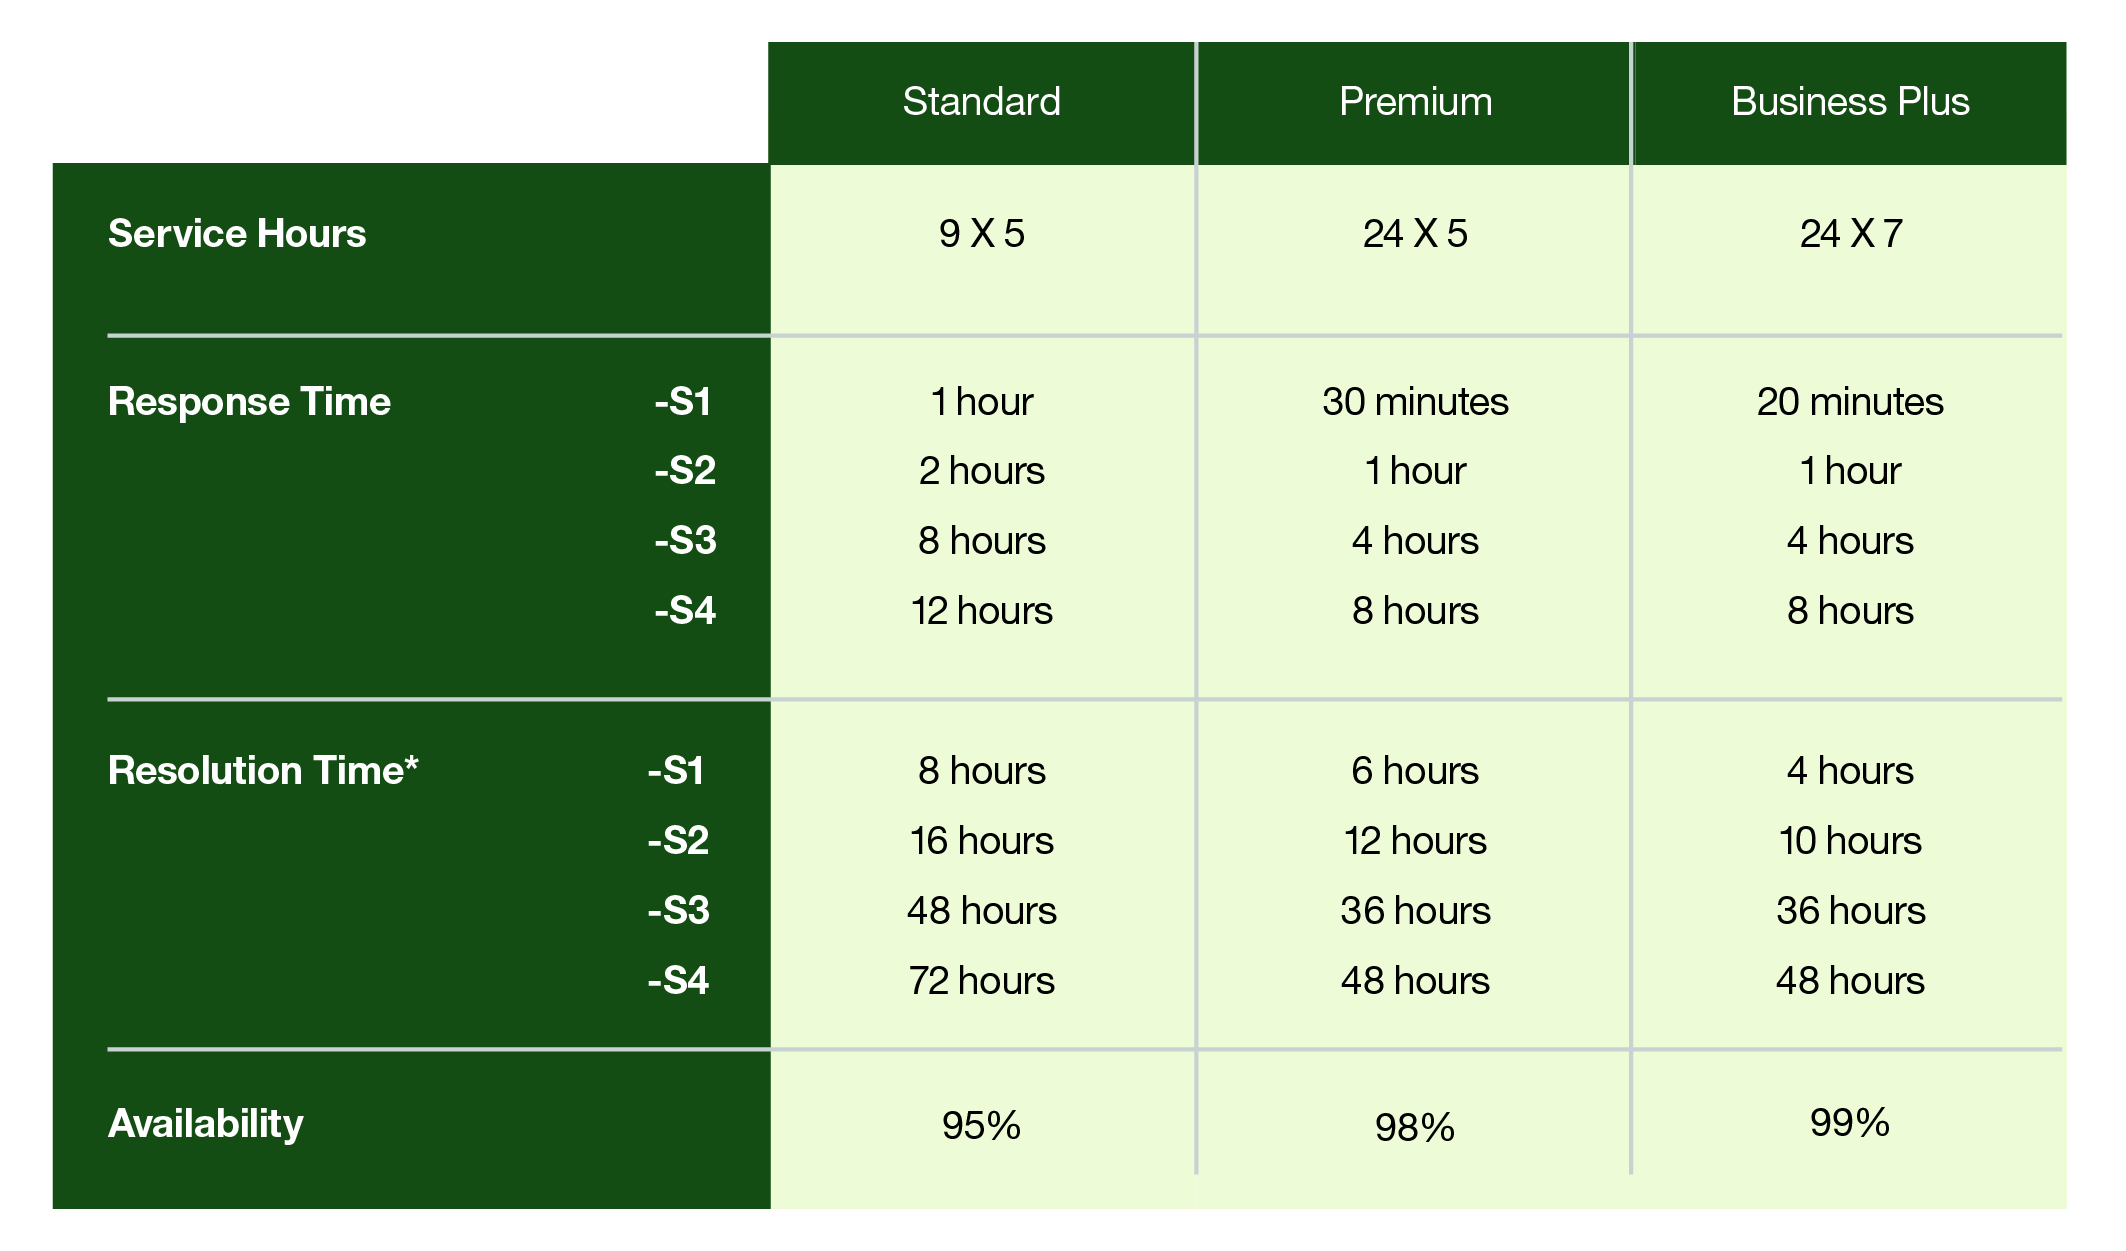 Standard Premium Business Plus
Service Hours 9 X 5 24 X 5 24 X 7
Response Time -S1 1 hour 30 minutes 20 minutes
-S2 2 hours 1 hour 1 hour
-S3 8 hours 4 hours 4 hours
-S4 12 hours 8 hours 8 hours
Resolution Time* -S1 8 hours 6 hours 4 hours
-S2 16 hours 12 hours 10 hours
-S3 48 hours 36 hours 36 hours
-S4 72 hours 48 hours 48 hours
Availability 95% 98% 99%